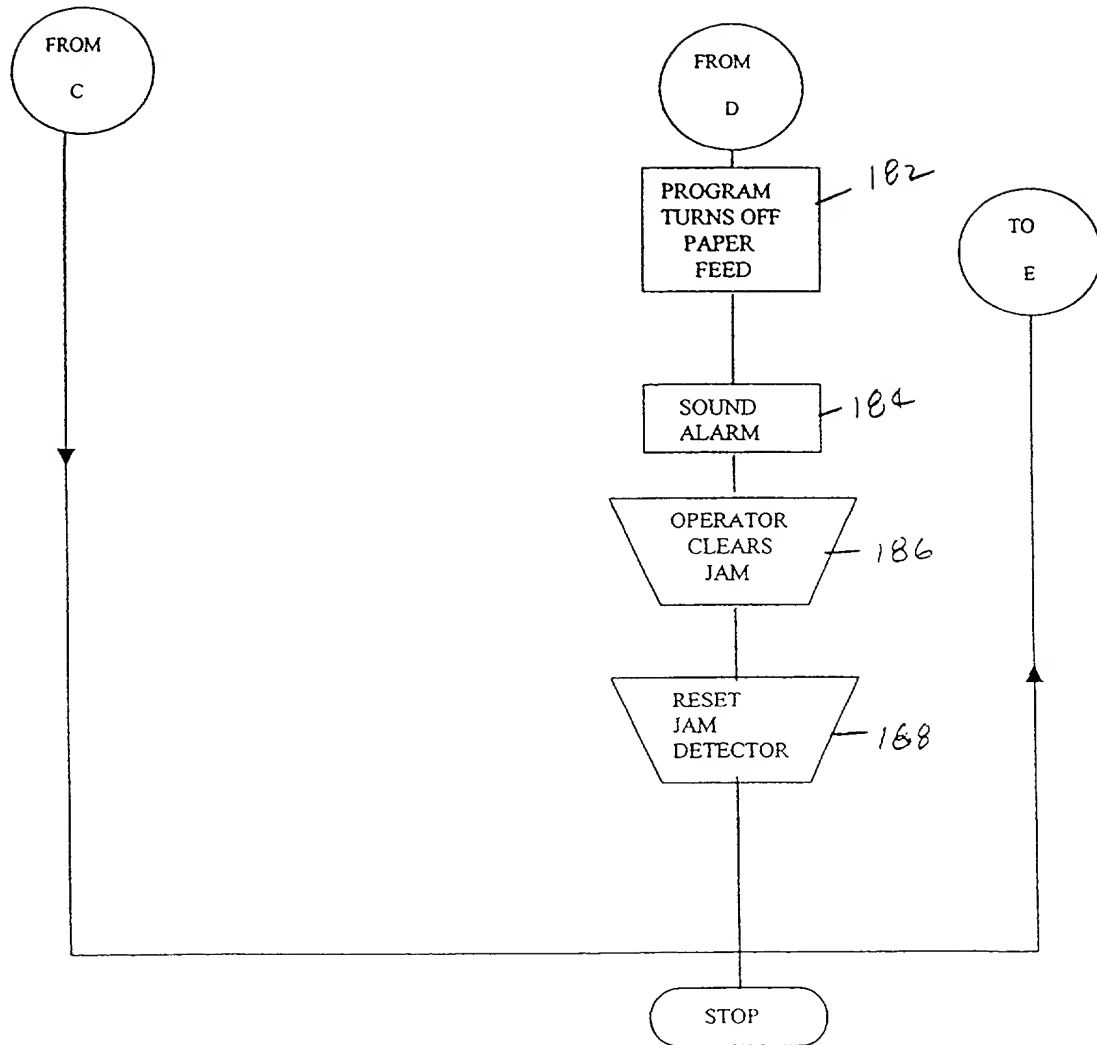 FROM
C
FROM
D
PROGRAM
TURNS OFF
PAPER
FEED
182
TO
E
SOUND
ALARM
184
OPERATOR
CLEARS
JAM
186
RESET
JAM
DETECTOR
188
STOP